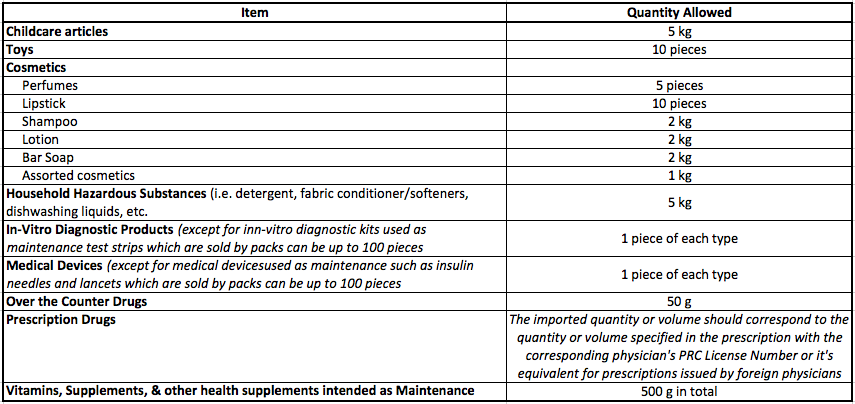 Item Quantity Allowed
Childcare articles 5 kg
Toys 10 pieces
Cosmetics
Perfumes 5 pieces
Lipstick 10 pieces
Shampoo 2 kg
Lotion 2 kg
Bar Soap 2 kg
Assorted cosmetics 1 kg
Household Hazardous Substances (i.e. detergent, fabric conditioner/softeners,
dishwashing liquids, etc.
5 kg
In-Vitro Diagnostic Products (except for inn-vitro diagnostic kits used as
maintenance test strips which are sold by packs can be up to 100 pieces
1 piece of each type
Medical Devices (except for medical devicesused as maintenance such as insulin
needles and lancets which are sold by packs can be up to 100 pieces
1 piece of each type
Over the Counter Drugs 50 g
Prescription Drugs
The imported quantity or volume should correspond to the
quantity or volume specified in the prescription with the
corresponding physician's PRC License Number or it's
equivalent for prescriptions issued by foreign physicians
Vitamins, Supplements, & other health supplements intended as Maintenance 500 g in total